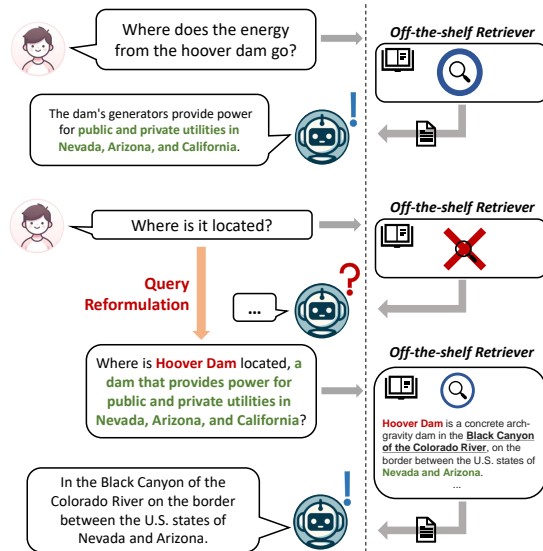 Where does the energy
from the hoover dam go?
Off-the-shelf Retriever
The dam's generators provide power
for public and private utilities in
Nevada, Arizona, and California.
!
Off-the-shelf Retriever
Where is it located?
Query
Reformulation
...
?
Where is Hoover Dam located, a
dam that provides power for
public and private utilities in
Nevada, Arizona, and California?
Off-the-shelf Retriever
Hoover Dam is a concrete arch-
gravity dam in the Black Canyon
of the Colorado River, on the
border between the U.S. states of
Nevada and Arizona.
...
In the Black Canyon of the
Colorado River on the border
between the U.S. states of
Nevada and Arizona.
!